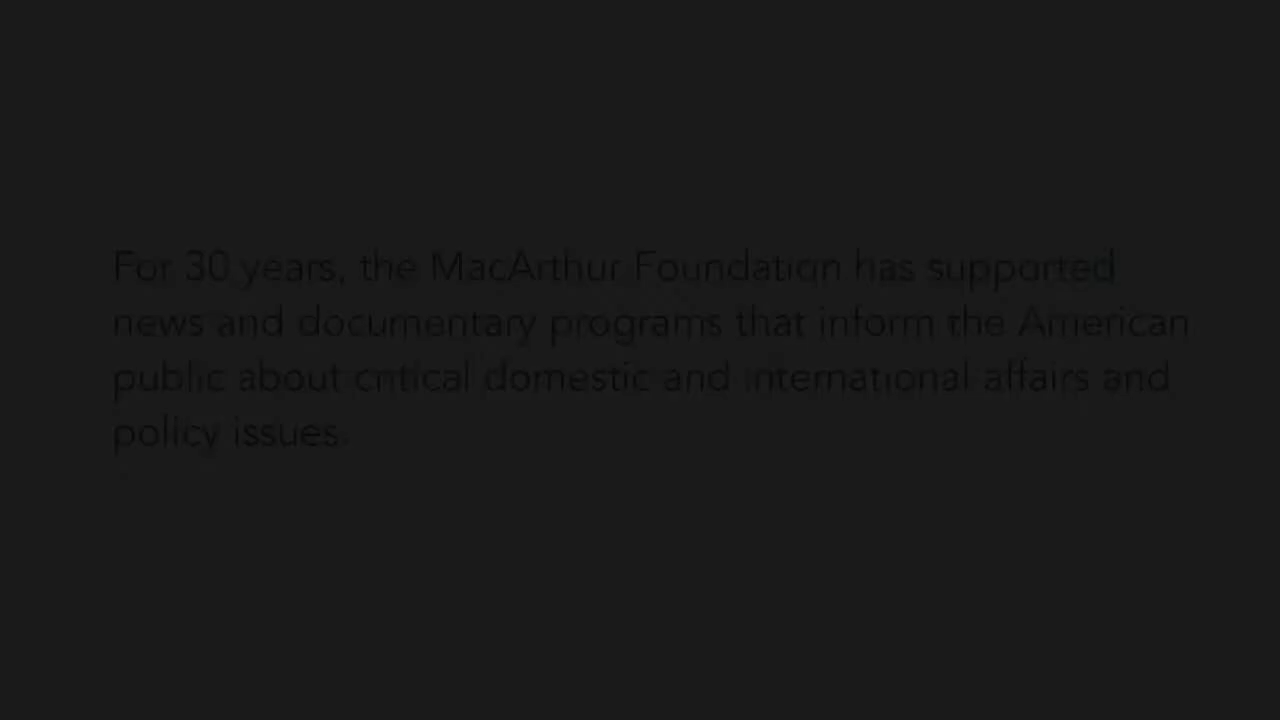 For 30 years, the MacArthur Foundation has supported
news and documentary programs that inform the American
public about critical domestic and international affairs and
policy issues.